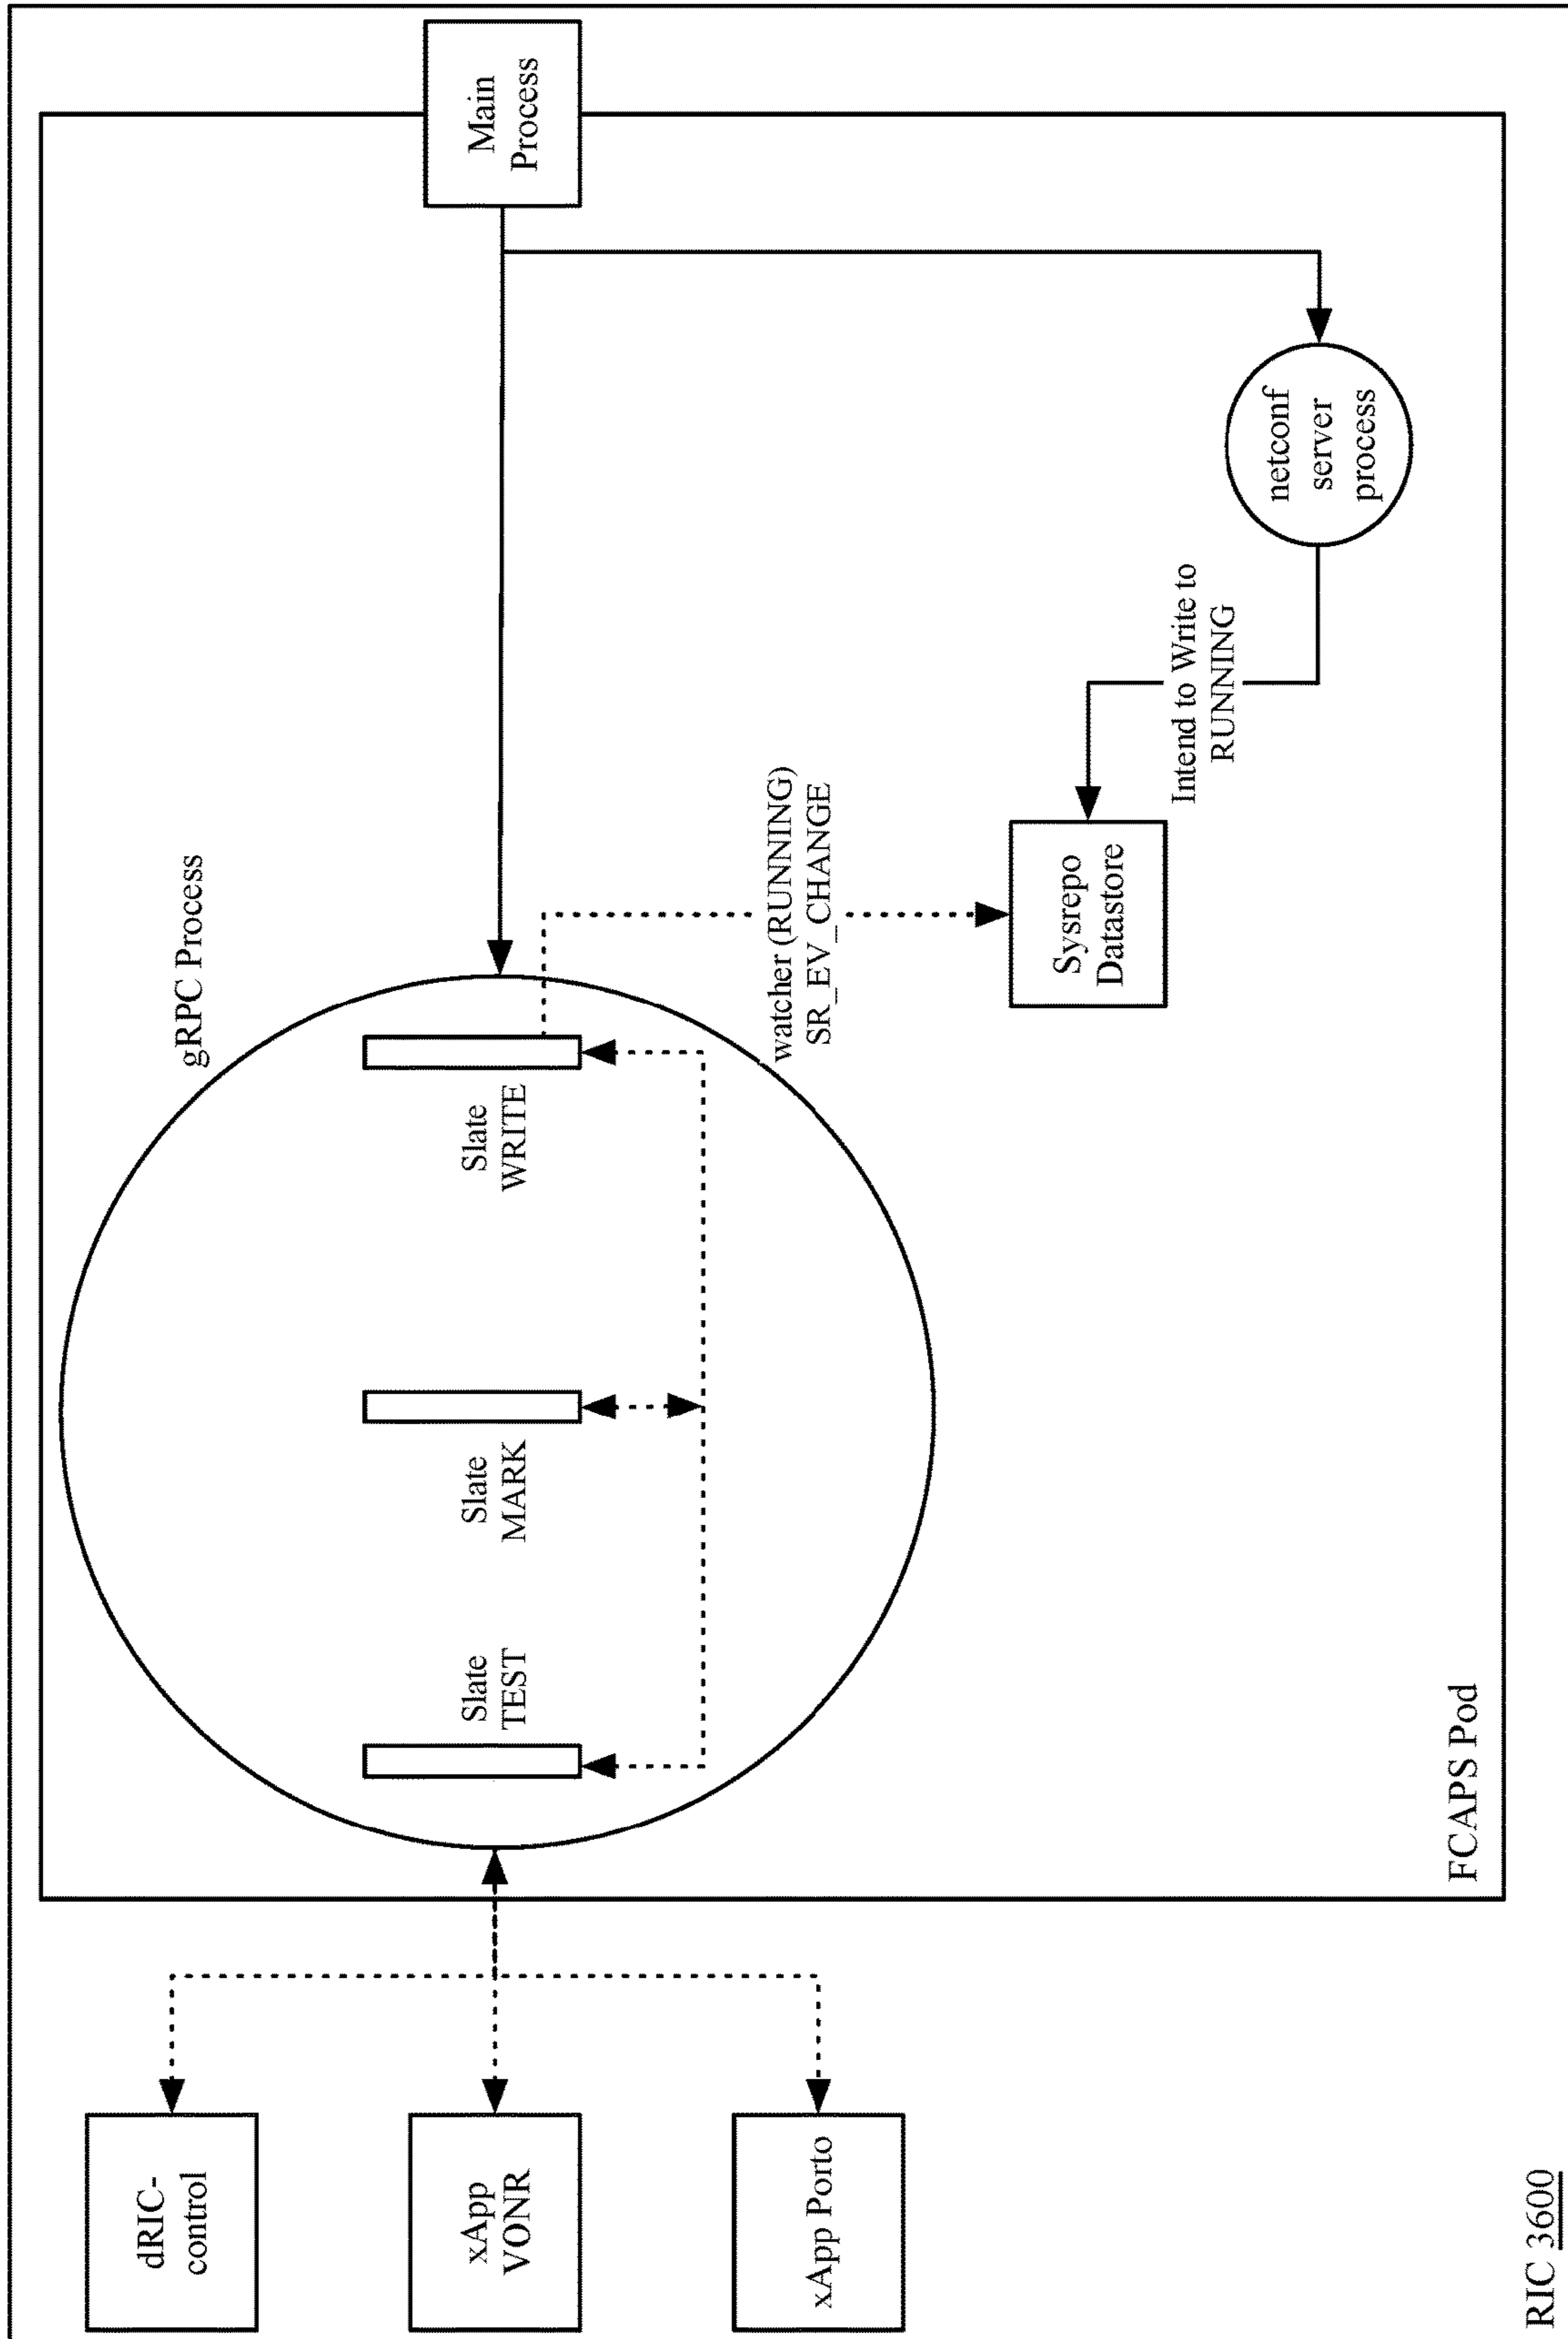 dRIC-
control
xApp
VONR
xApp Porto
RIC 3600
FCAPS Pod
gRPC Process
Slate
TEST
Slate
MARK
Slate
WRITE
watcher (RUNNING)
SR_EV_CHANGE
Sysrepo
Datastore
Intend to Write to
RUNNING
netconf
server
process
Main
Process